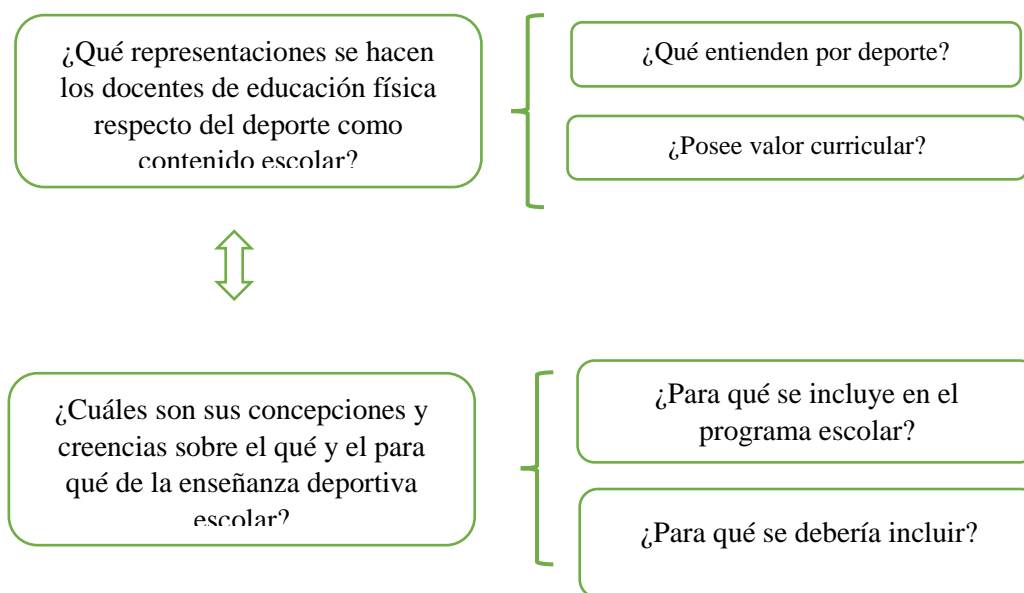 ¿Qué representaciones se hacen
los docentes de educación física
respecto del deporte como
contenido escolar?
¿Qué entienden por deporte?
¿Posee valor curricular?
¿Cuáles son sus concepciones y
creencias sobre el qué y el para
qué de la enseñanza deportiva
escolar?
¿Para qué se incluye en el
programa escolar?
¿Para qué se debería incluir?